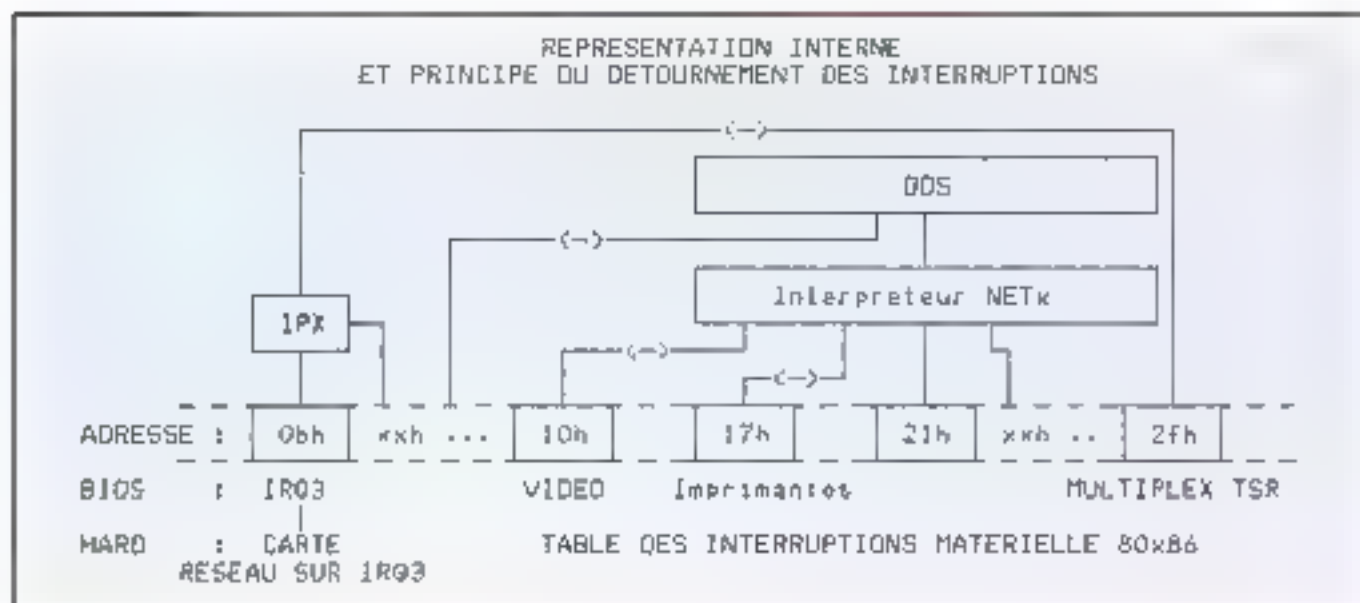 REPRESENTATION INTERNE
ET PRINCIPE DU DETOURNEMENT DES INTERRUPTIONS
<->
DOS
<->
Interpreteur NETx
IPX
<->
<->
ADRESSE : 0bh xxh ... 10h 17h 21h xxh .. 2fh
BIOS : IRQ3 VIDEO Imprimantes MULTIPLEX TSR
HARD : CARTE TABLE DES INTERRUPTIONS MATERIELLE 80x86
RESEAU SUR IRQ3